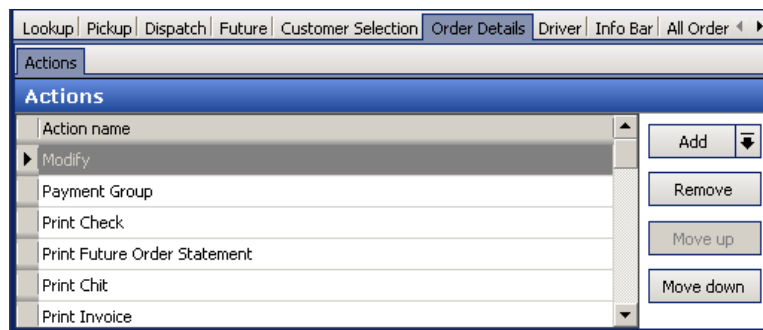 Lookup Pickup Dispatch Future Customer Selection Order Details Driver Info Bar All Order
Actions
Actions
Action name
Add
Modify
Payment Group
Remove
Print Check
Move up
Print Future Order Statement
Print Chit
Move down
Print Invoice